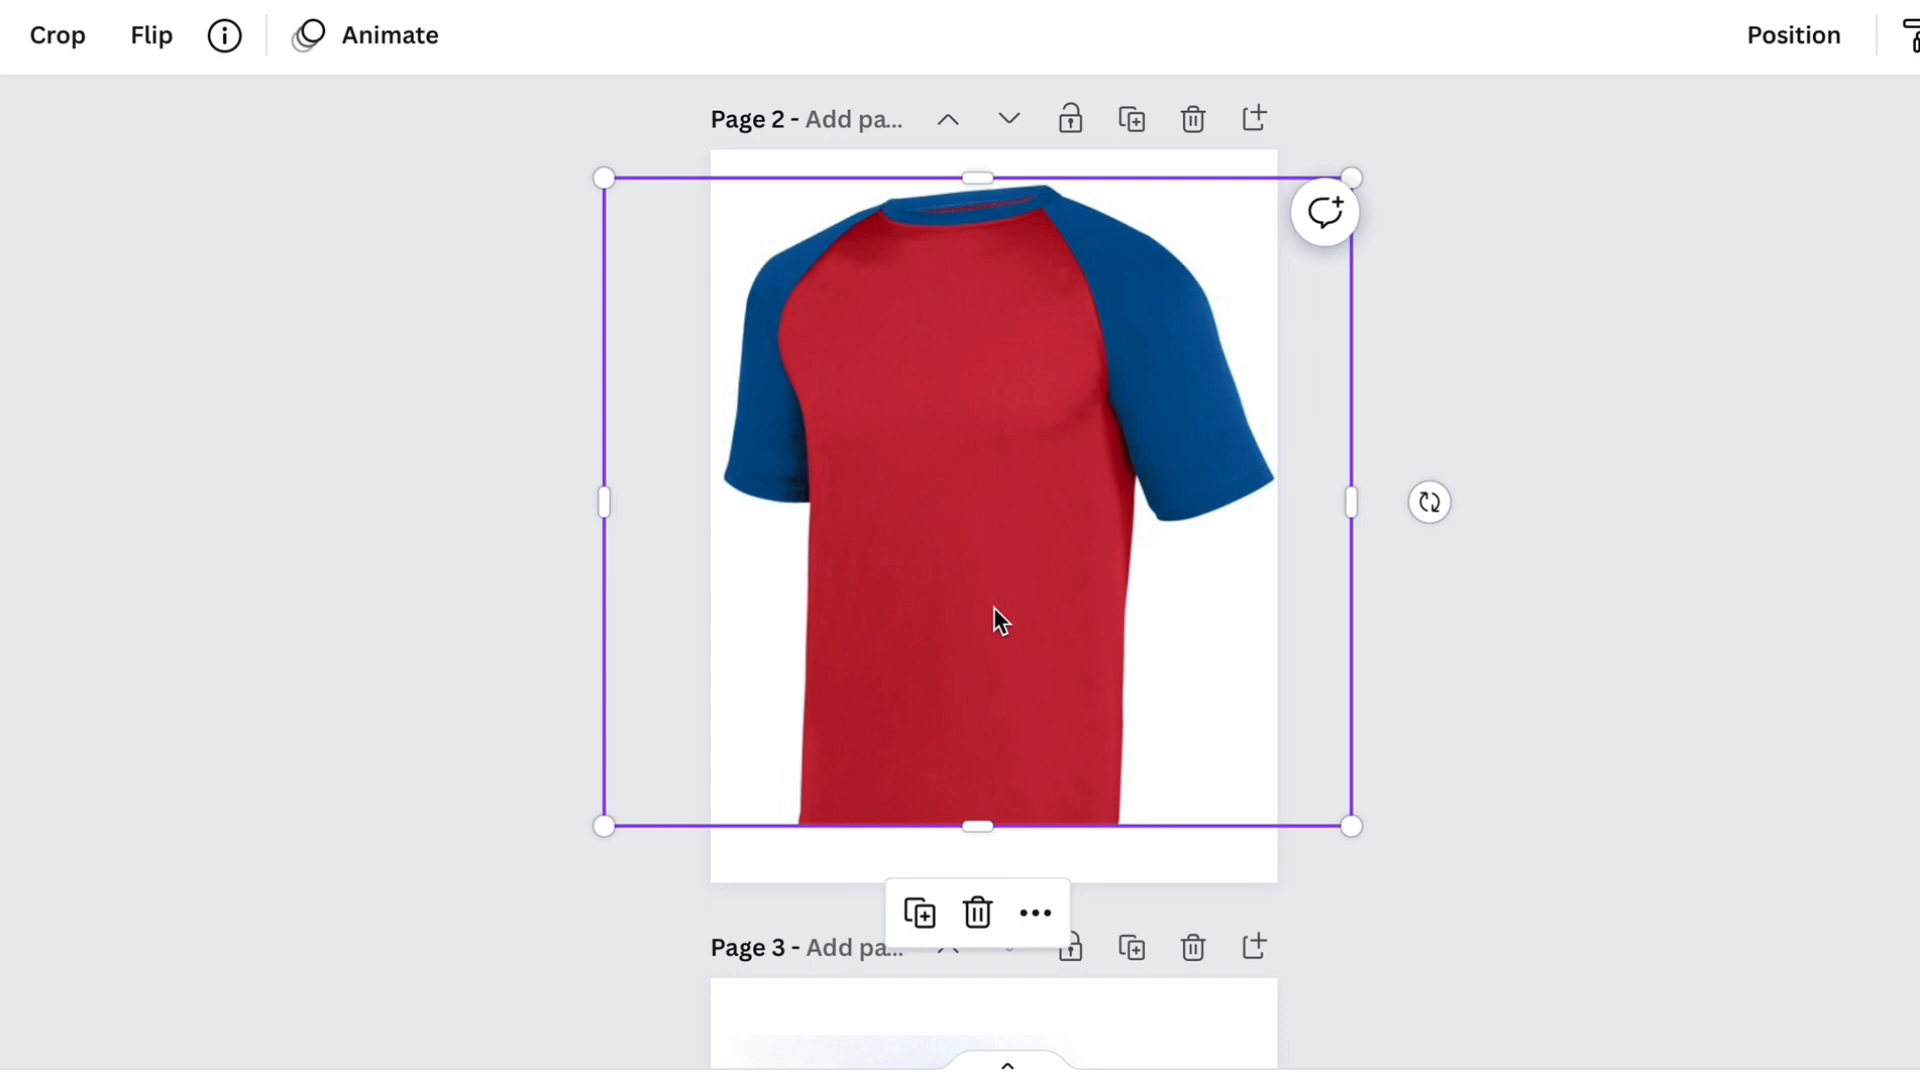 Crop Flip Animate Position
Page 2 - Add pa...
Page 3 - Add pa...